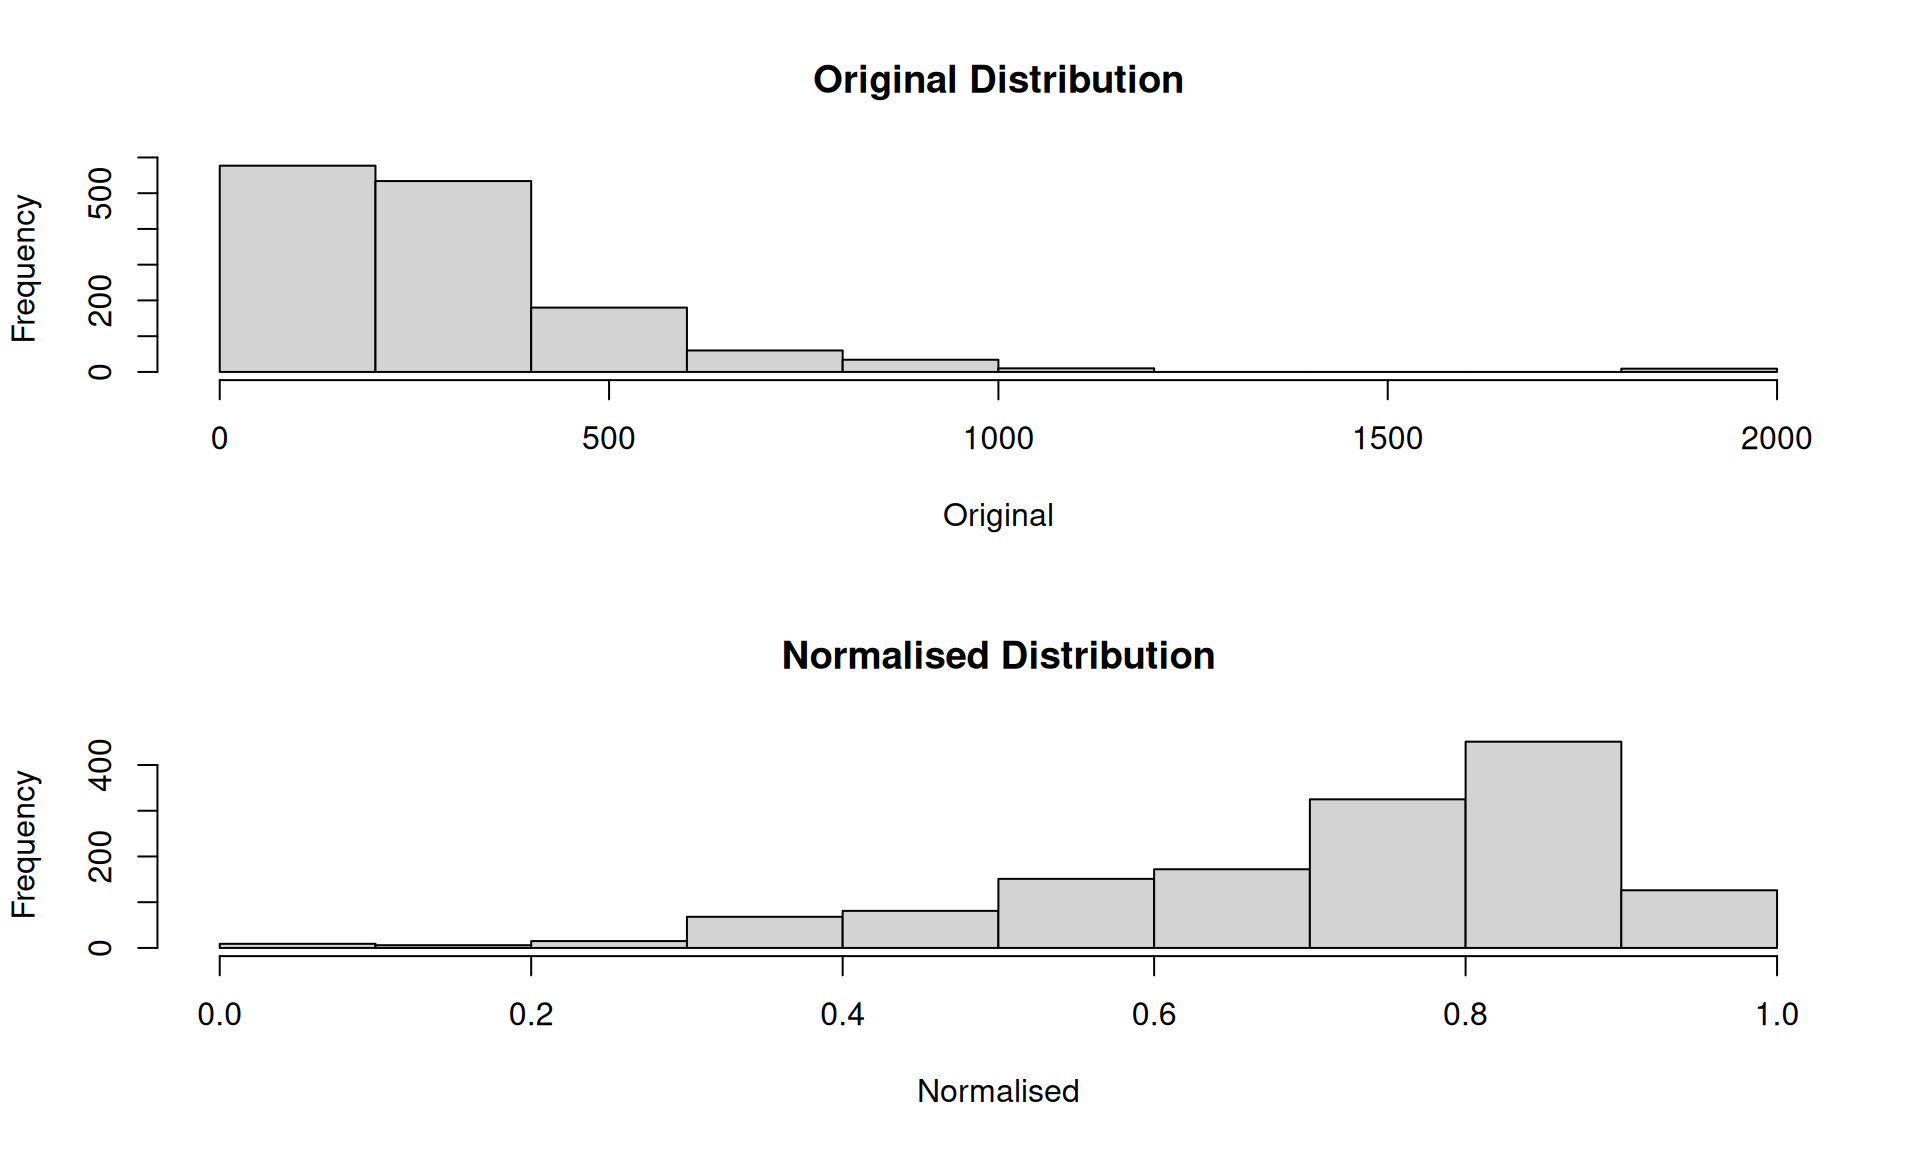 Original Distribution
Frequency
500
200
0
0 500 1000 1500 2000
Original
Normalised Distribution
Frequency
400
200
0
0.0 0.2 0.4 0.6 0.8 1.0
Normalised